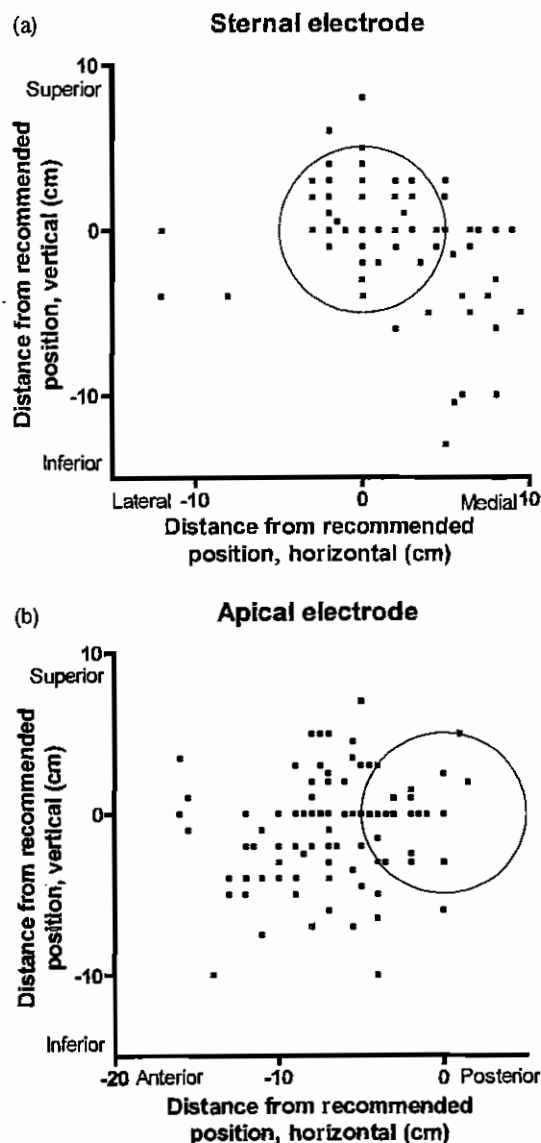 (a)
Sternal electrode
10
Superior
0
-10
Inferior
Distance from recommended
position, vertical (cm)
Lateral -10 0 Medial 10
Distance from recommended
position, horizontal (cm)
(b)
Apical electrode
10
Superior
0
-10
Inferior
Distance from recommended
position, vertical (cm)
-20 Anterior -10 0 Posterior
Distance from recommended
position, horizontal (cm)